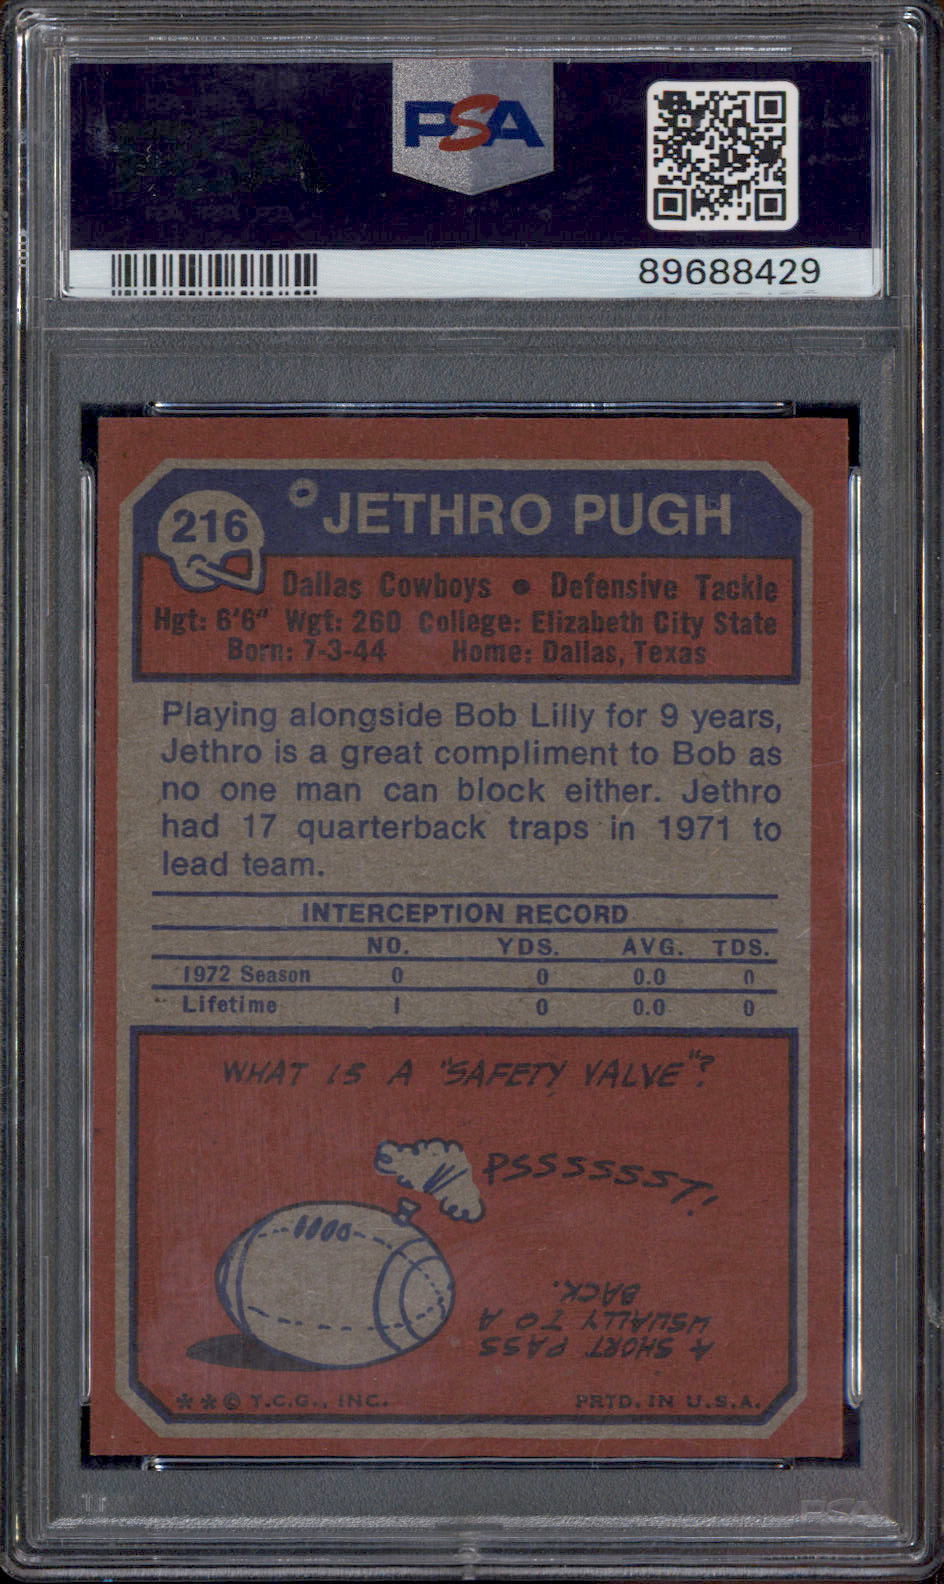 PSA
89688429
216
JETHRO PUGH
Dallas Cowboys • Defensive Tackle
Hgt: 6'6" Wgt: 260 College: Elizabeth City State
Born: 7-3-44 Home: Dallas, Texas
Playing alongside Bob Lilly for 9 years,
Jethro is a great compliment to Bob as
no one man can block either. Jethro
had 17 quarterback traps in 1971 to
lead team.
INTERCEPTION RECORD
NO. YDS. AVG. TDS.
1972 Season 0 0 0.0 0
Lifetime 1 0 0.0 0
WHAT IS A "SAFETY VALVE"?
PSSSSSST!
A SHORT PASS
USUALLY TO A
BACK.
**© T.C.G., INC. PRTD. IN U.S.A.
PSA